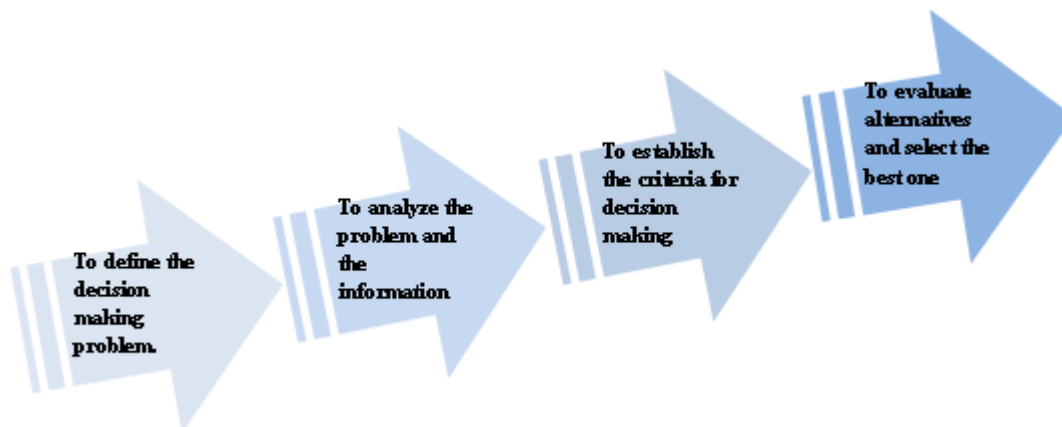 To define the
decision
making
problem.
To analyze the
problem and
the
information
To establish
the criteria for
decision
making
To evaluate
alternatives
and select the
best one